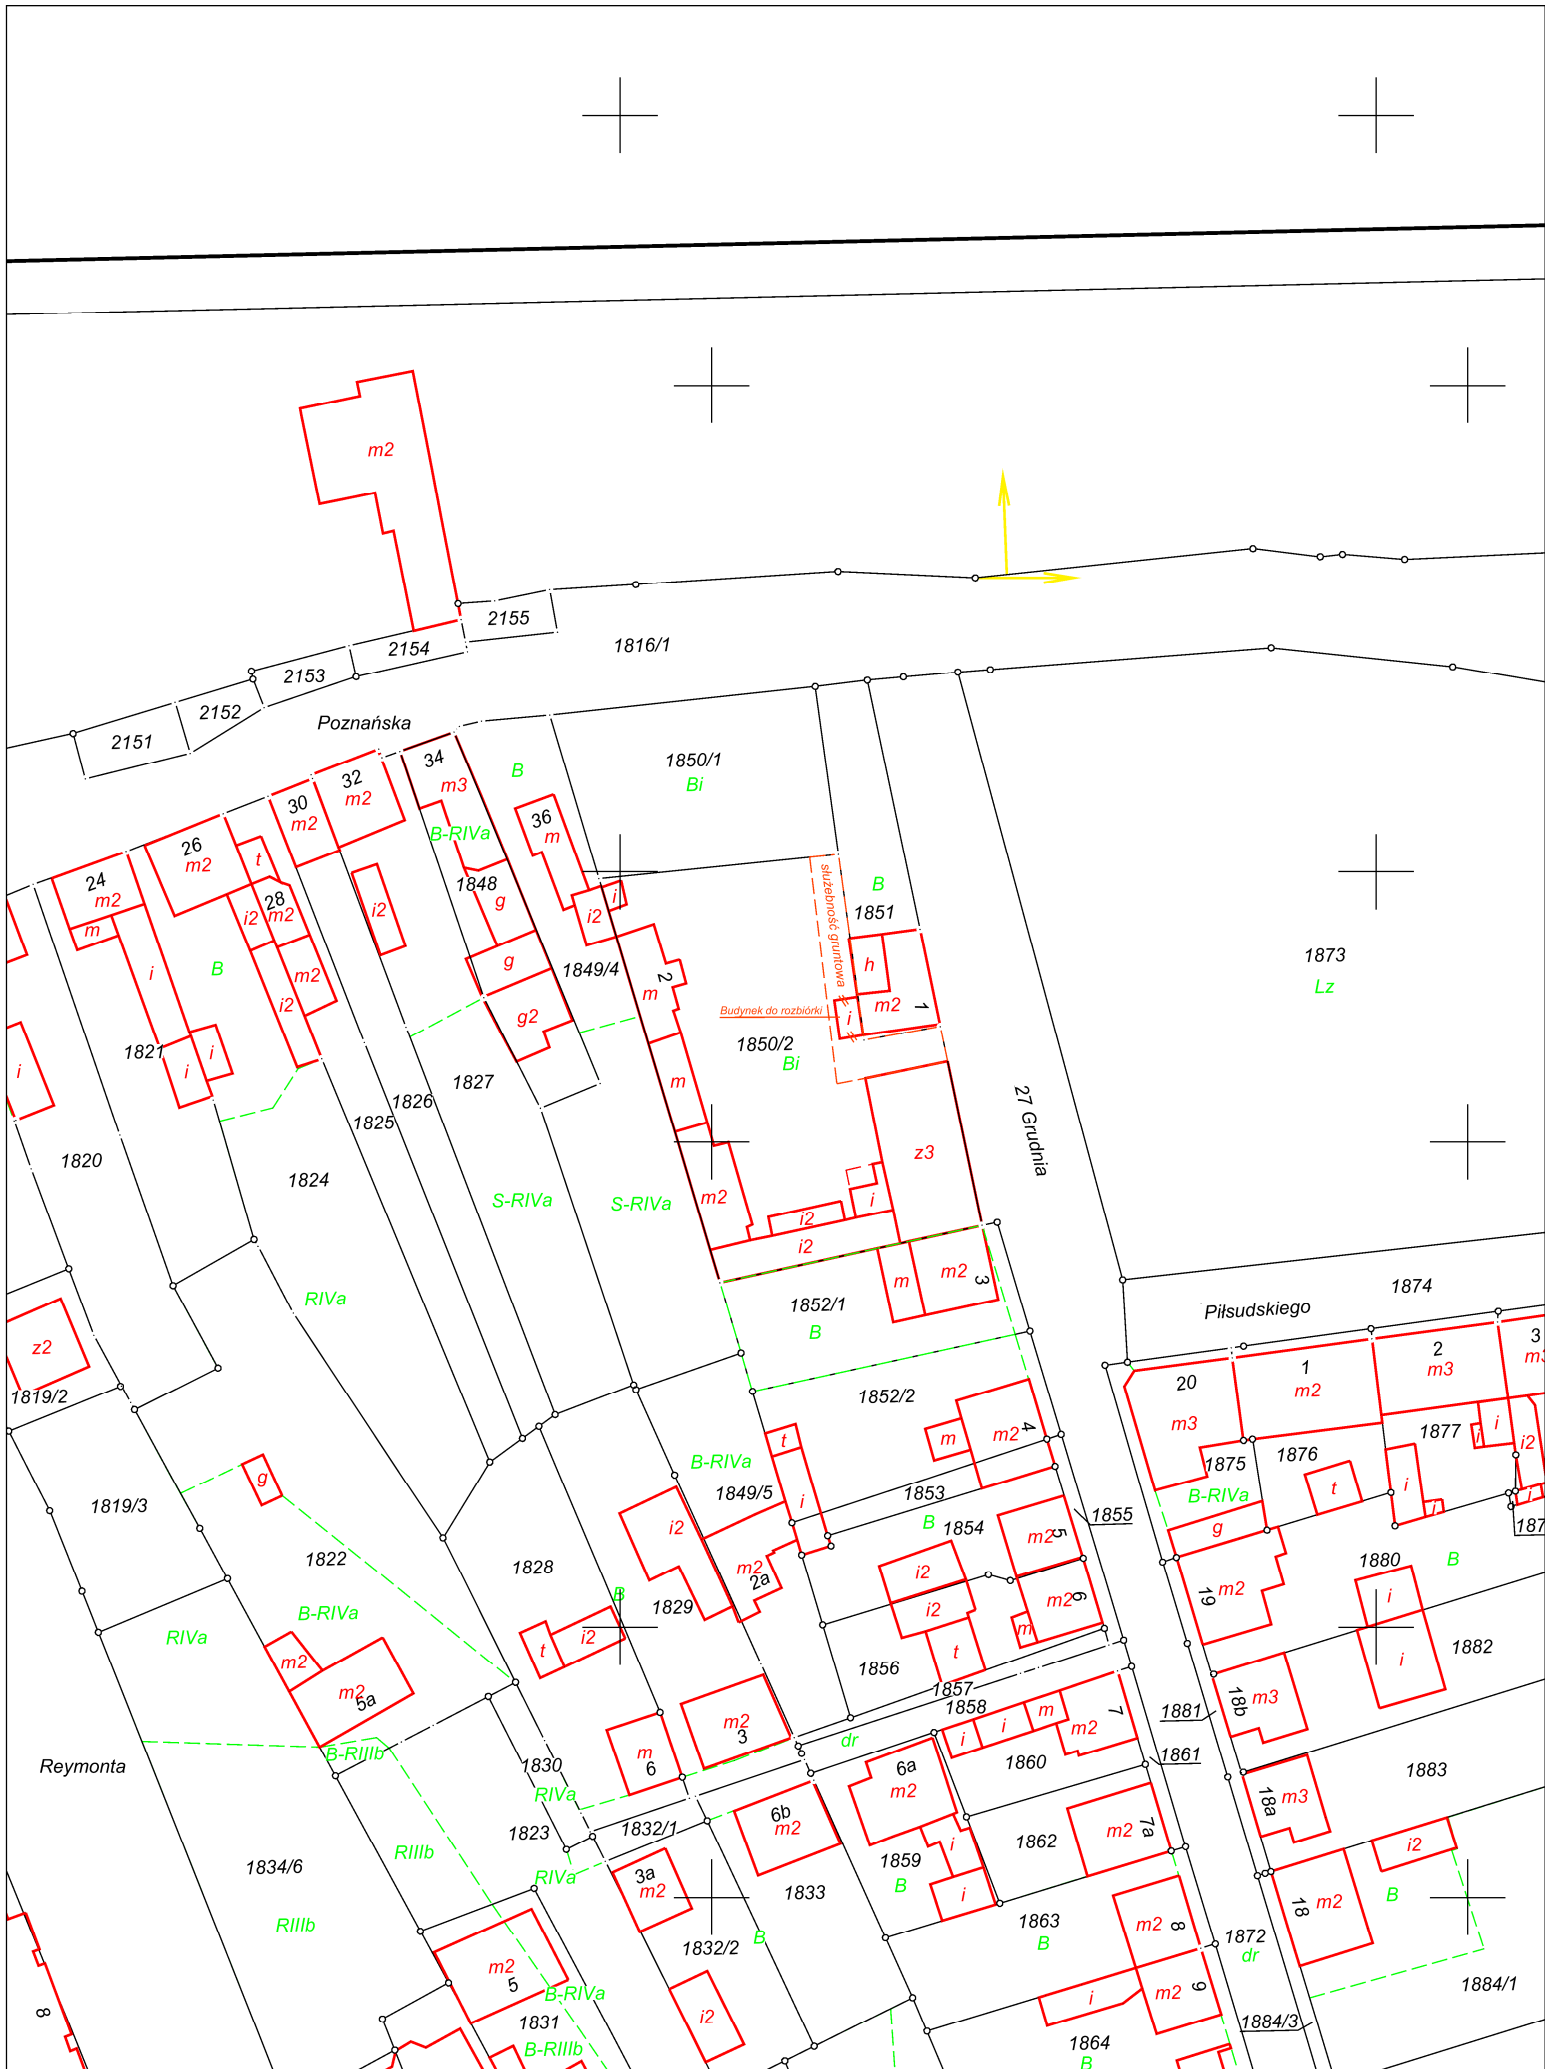 m2
2155
2154
1816/1
2153
2152
2151
Poznańska
34
m3
B
1850/1
Bi
32
m2
30
m2
36
m
B-RIVa
26
m2
t
24
m2
m
28
i2
m2
i2
1848
g
i2
i
służebność gruntowa
B
1851
1873
Lz
i
B
m2
i2
g
1849/4
2
m
h
m2
1
g2
Budynek do rozbiórki
i
1850/2
Bi
1821
i
i
i
1827
m
1826
1825
27 Grudnia
1820
1824
z3
S-RIVa
S-RIVa
m2
i
i2
i2
m
m2
3
1874
RIVa
1852/1
B
Piłsudskiego
z2
1819/2
1
m2
2
m3
3
m3
20
m3
1852/2
t
m
m2
4
1877
i
i
i2
1876
1875
B-RIVa
B-RIVa
1849/5
i
1853
g
1819/3
t
i
i
i
1855
g
i2
B
1854
m2
5
187
1822
1828
m2
2a
i2
1880
B
B
1829
m2
6
19
m2
i
i2
B-RIVa
RIVa
t
i2
m
1882
m2
t
i
1856
m2
5a
1857
18b
m3
1858
m2
3
7
1881
m
i
i
m2
dr
B-RIIIb
m
6
1861
Reymonta
1830
6a
m2
1860
1883
RIVa
18a
m3
6b
m2
7a
m2
1823
1832/1
1862
i
i2
RIIIb
1834/6
1859
RIVa
3a
m2
B
i
1833
B
18
m2
RIIIb
1863
B
8
m2
1872
dr
B
1832/2
m2
5
B-RIVa
1884/1
9
m2
i
8
i2
1831
1884/3
B-RIIIb
1864
B